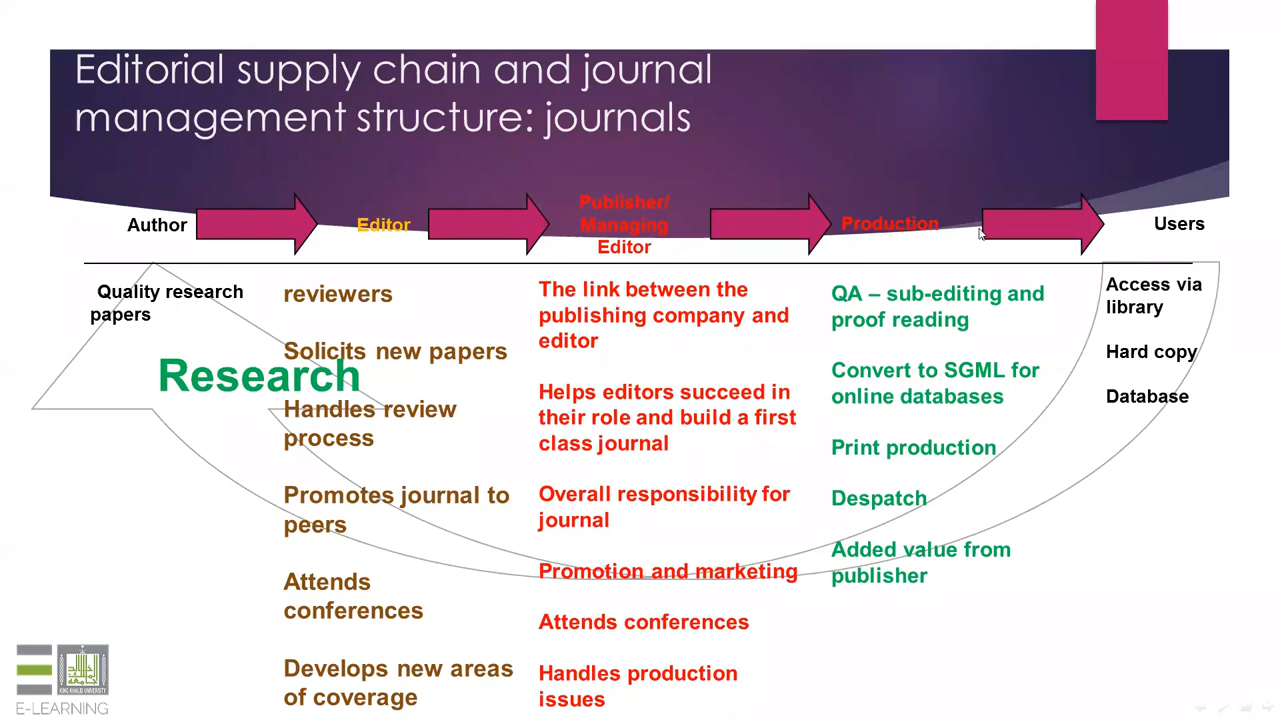 Editorial supply chain and journal
management structure: journals
Author
Editor
Publisher/
Managing
Editor
Production
Users
Quality research
papers
Research
reviewers
Solicits new papers
Handles review
process
Promotes journal to
peers
Attends
conferences
Develops new areas
of coverage
The link between the
publishing company and
editor
Helps editors succeed in
their role and build a first
class journal
Overall responsibility for
journal
Promotion and marketing
Attends conferences
Handles production
issues
QA – sub-editing and
proof reading
Convert to SGML for
online databases
Print production
Despatch
Added value from
publisher
Access via
library
Hard copy
Database
KING KHALID UNIVERSITY
E-LEARNING